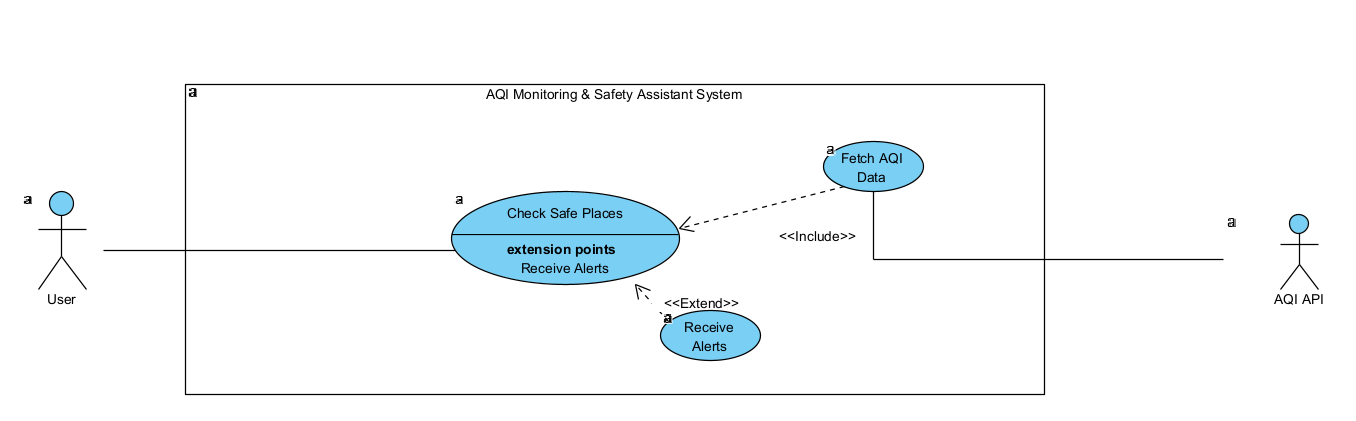 a
AQI Monitoring & Safety Assistant System
a
Fetch AQI
Data
a
User
a
Check Safe Places
extension points
Receive Alerts
<<Include>>
a
AQI API
<<Extend>>
a
Receive
Alerts